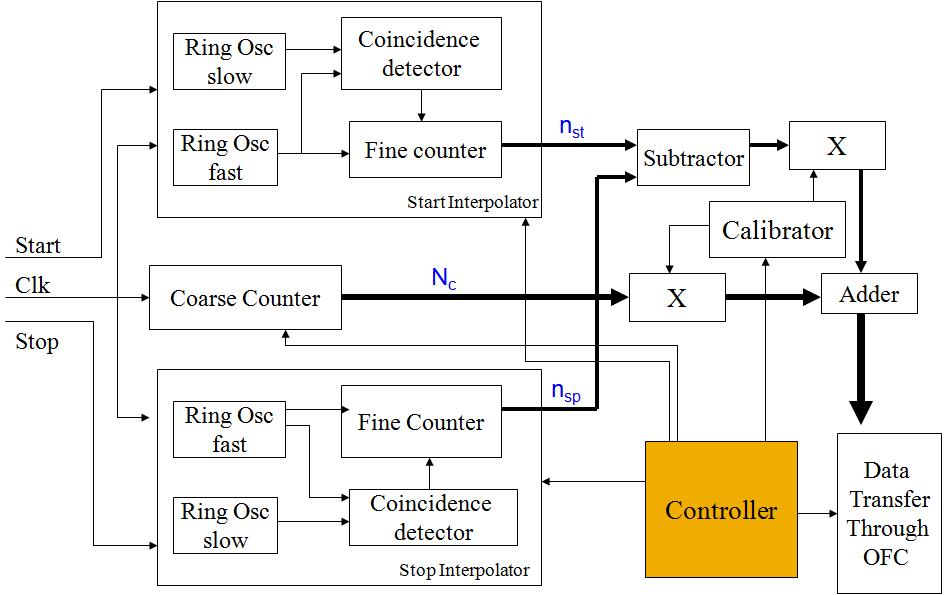 Ring Osc
slow
Coincidence
detector
Ring Osc
fast
Fine counter
Start Interpolator
n_st
Subtractor
X
Calibrator
Start
Clk
Stop
Coarse Counter
N_c
X
Adder
Ring Osc
fast
Fine Counter
n_sp
Ring Osc
slow
Coincidence
detector
Stop Interpolator
Controller
Data
Transfer
Through
OFC